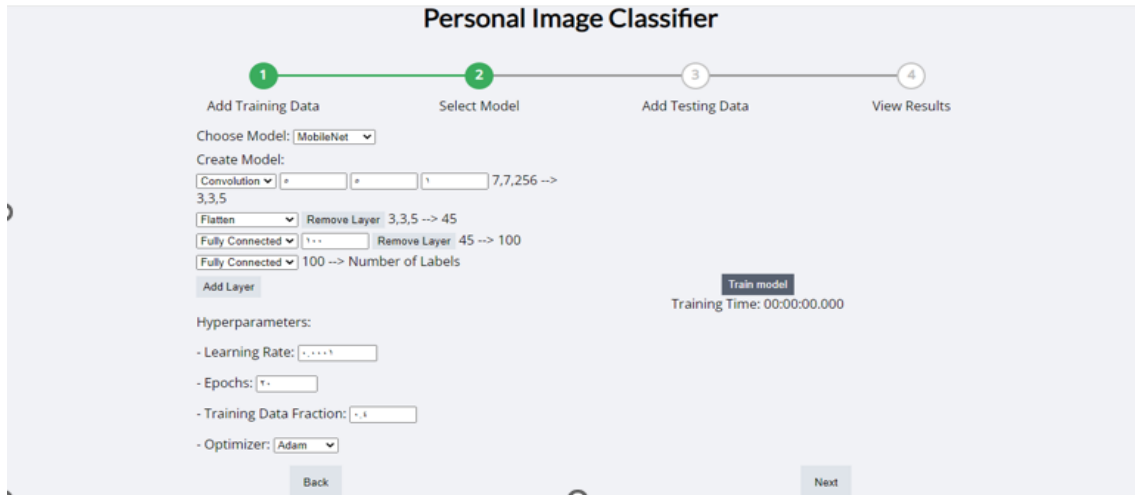 Personal Image Classifier
1 2 3 4
Add Training Data Select Model Add Testing Data View Results
Choose Model: MobileNet
Create Model:
Convolution ٥ ٥ ١ 7,7,256 -->
3,3,5
Flatten Remove Layer 3,3,5 --> 45
Fully Connected ١٠٠ Remove Layer 45 --> 100
Fully Connected 100 --> Number of Labels
Add Layer
Train model
Training Time: 00:00:00.000
Hyperparameters:
- Learning Rate: ٠,٠٠٠١
- Epochs: ٢٠
- Training Data Fraction: ٠,٤
- Optimizer: Adam
Back Next